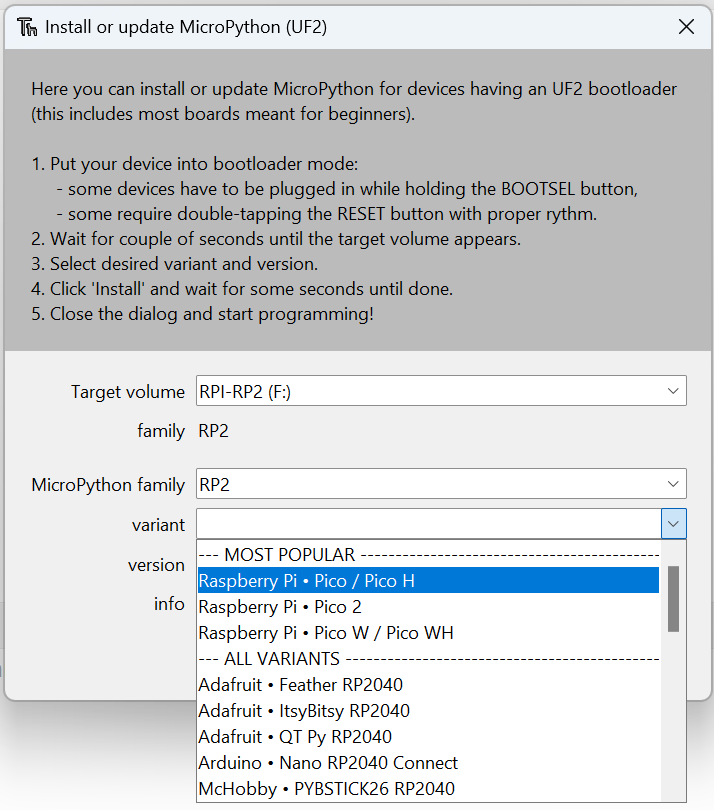 Install or update MicroPython (UF2)
Here you can install or update MicroPython for devices having an UF2 bootloader
(this includes most boards meant for beginners).
1. Put your device into bootloader mode:
- some devices have to be plugged in while holding the BOOTSEL button,
- some require double-tapping the RESET button with proper rythm.
2. Wait for couple of seconds until the target volume appears.
3. Select desired variant and version.
4. Click 'Install' and wait for some seconds until done.
5. Close the dialog and start programming!
Target volume RPI-RP2 (F:)
family RP2
MicroPython family RP2
variant
version
info
--- MOST POPULAR --------------------------------------------
Raspberry Pi • Pico / Pico H
Raspberry Pi • Pico 2
Raspberry Pi • Pico W / Pico WH
--- ALL VARIANTS ----------------------------------------------
Adafruit • Feather RP2040
Adafruit • ItsyBitsy RP2040
Adafruit • QT Py RP2040
Arduino • Nano RP2040 Connect
McHobby • PYBSTICK26 RP2040